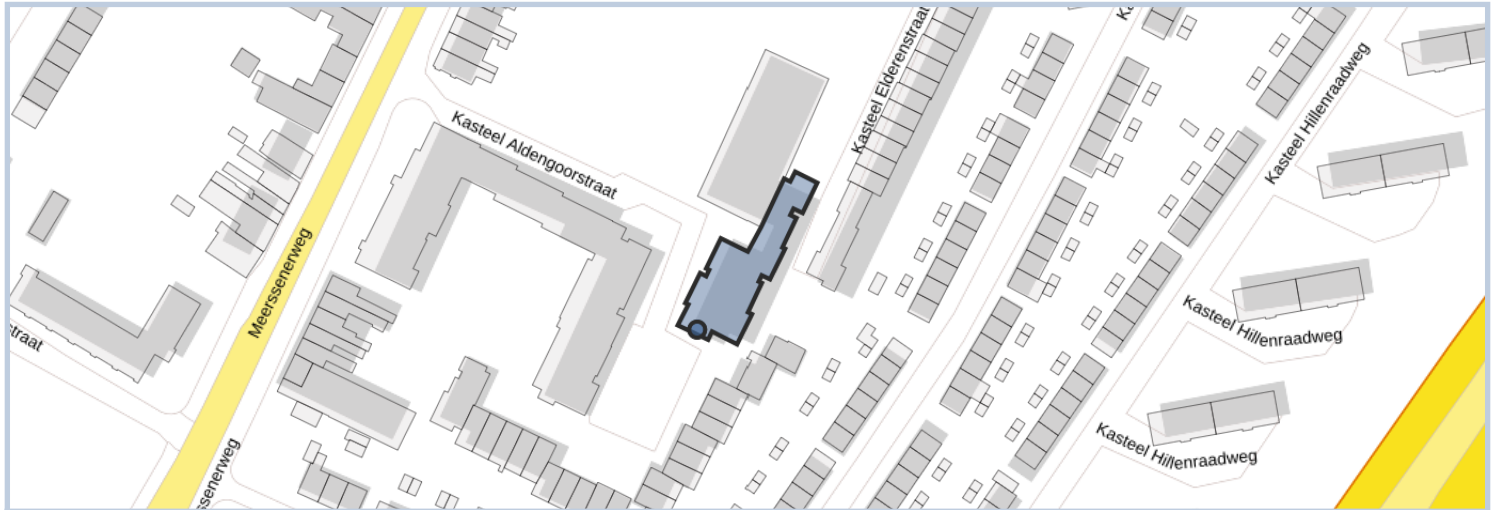 Kasteel Elderenstraat
Kasteel Hillenraadweg
Kasteel Aldengoorstraat
Meerssenerweg
Kasteel Hillenraadweg
straat
Kasteel Hillenraadweg
ssenerweg